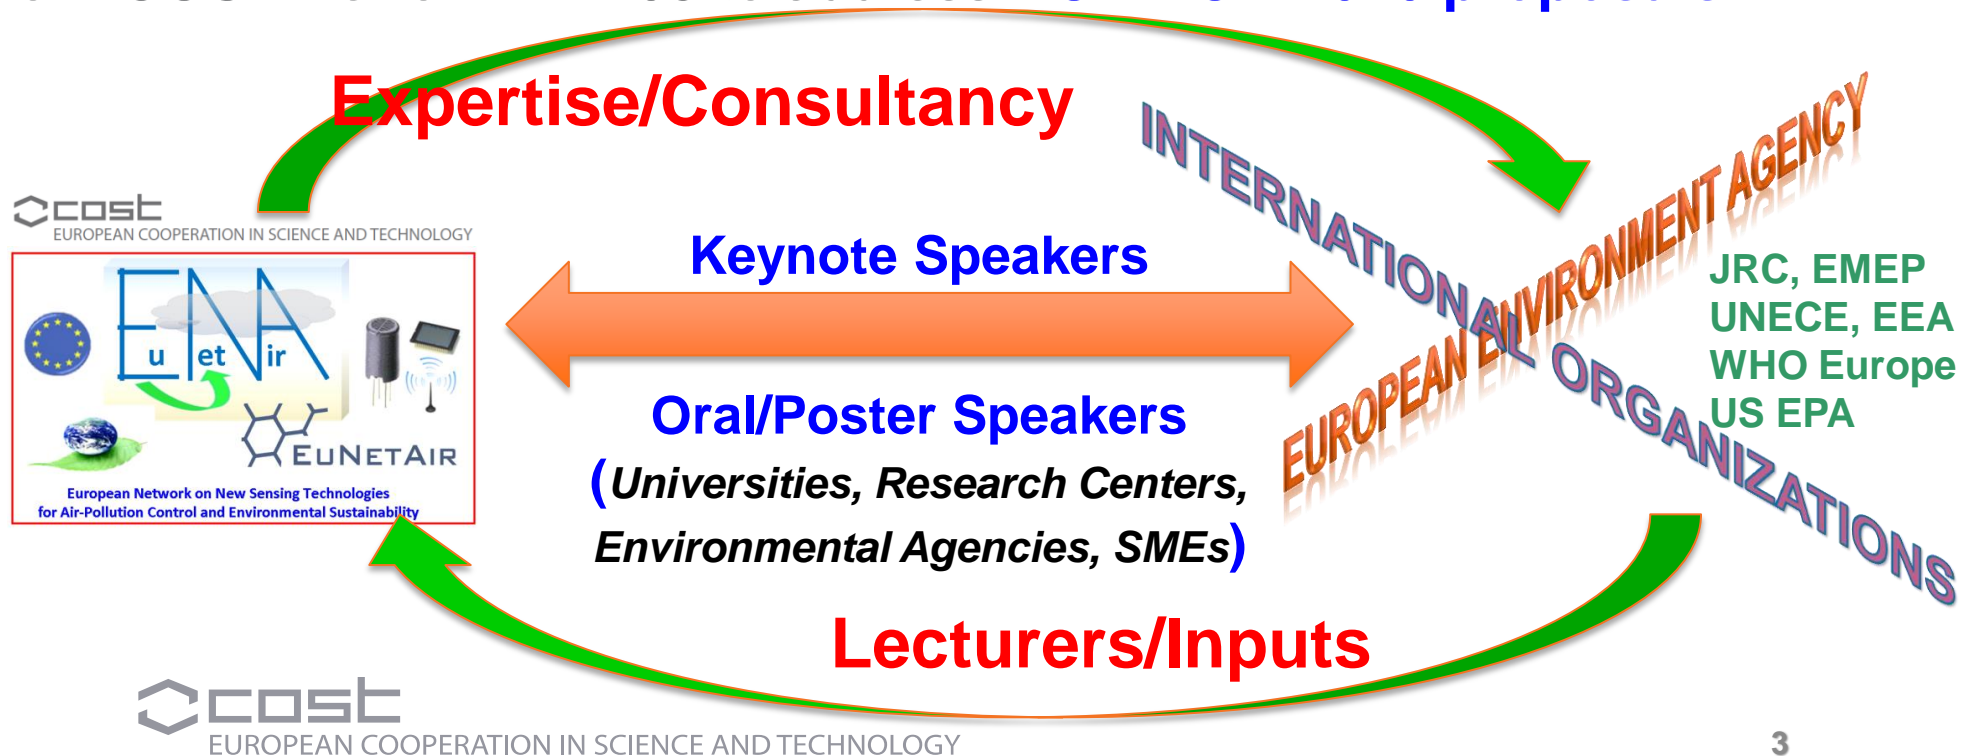 Expertise/Consultancy
cost
EUROPEAN COOPERATION IN SCIENCE AND TECHNOLOGY
E N A
u et ir
EUNETAIR
European Network on New Sensing Technologies
for Air-Pollution Control and Environmental Sustainability
Keynote Speakers
Oral/Poster Speakers
(Universities, Research Centers,
Environmental Agencies, SMEs)
INTERNATIONAL ORGANIZATIONS
EUROPEAN ENVIRONMENT AGENCY
JRC, EMEP
UNECE, EEA
WHO Europe
US EPA
Lecturers/Inputs
cost
EUROPEAN COOPERATION IN SCIENCE AND TECHNOLOGY
3